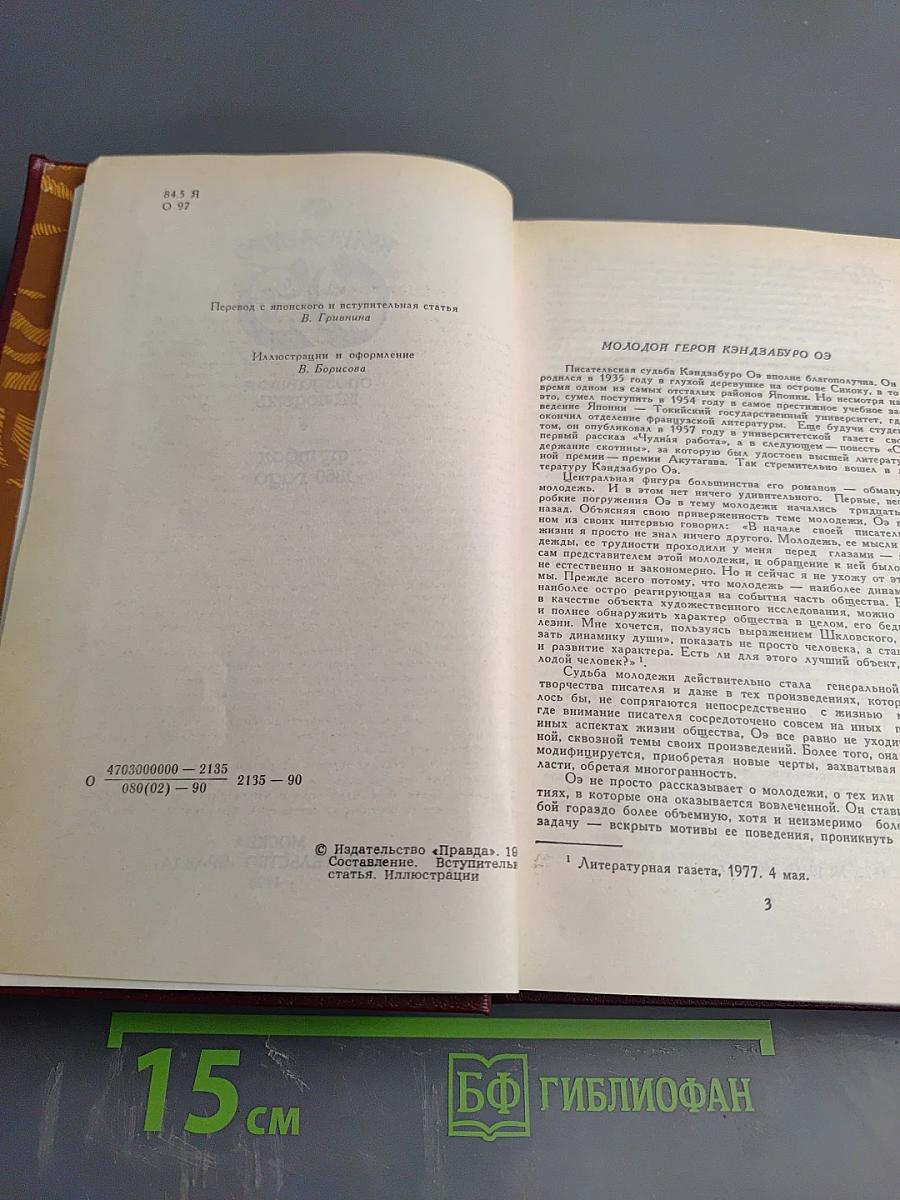 84.5 Я
О 97
Перевод с японского и вступительная статья
В. Гривнина
Иллюстрации и оформление
В. Борисова
О 4703000000 — 2135
080(02) — 90
2135 — 90
© Издательство «Правда». 19
Составление. Вступительн
статья. Иллюстрации
МОЛОДОЙ ГЕРОЙ КЭНДЗАБУРО ОЭ
Писательская судьба Кэндзабуро Оэ вполне благополучна. Он
родился в 1935 году в глухой деревушке на острове Сикоку, в то
время одном из самых отсталых районов Японии. Но несмотря на
это, сумел поступить в 1954 году в самое престижное учебное за
ведение Японии — Токийский государственный университет, гд
окончил отделение французской литературы. Еще будучи студен
том, он опубликовал в 1957 году в университетской газете сво
первый рассказ «Чудная работа», а в следующем — повесть «С
держание скотины», за которую был удостоен высшей литерату
ной премии — премии Акутагава. Так стремительно вошел в
тературу Кэндзабуро Оэ.
Центральная фигура большинства его романов — обману
молодежь. И в этом нет ничего удивительного. Первые, вес
робкие погружения Оэ в тему молодежи начались тридцать
назад. Объясняя свою приверженность теме молодежи, Оэ в
ном из своих интервью говорил: «В начале своей писател
жизни я просто не знал ничего другого. Молодежь, ее мысли
дежды, ее трудности проходили у меня перед глазами —
сам представителем этой молодежи, и обращение к ней было
не естественно и закономерно. Но и сейчас я не ухожу от эт
мы. Прежде всего потому, что молодежь — наиболее динам
наиболее остро реагирующая на события часть общества. Е
в качестве объекта художественного исследования, можно
и полнее обнаружить характер общества в целом, его бед
лезни. Мне хочется, пользуясь выражением Шкловского,
зать динамику души», показать не просто человека, а ста
и развитие характера. Есть ли для этого лучший объект,
лодой человек?» ¹.
Судьба молодежи действительно стала генеральной
творчества писателя и даже в тех произведениях, котор
лось бы, не сопрягаются непосредственно с жизнью м
где внимание писателя сосредоточено совсем на иных п
иных аспектах жизни общества, Оэ все равно не уходи
ной, сквозной темы своих произведений. Более того, она
модифицируется, приобретая новые черты, захватывая
ласти, обретая многогранность.
Оэ не просто рассказывает о молодежи, о тех или
тиях, в которые она оказывается вовлеченной. Он стави
бой гораздо более объемную, хотя и неизмеримо боле
задачу — вскрыть мотивы ее поведения, проникнуть
¹ Литературная газета, 1977. 4 мая.
3
15 см
БФ ГИБЛИОФАН